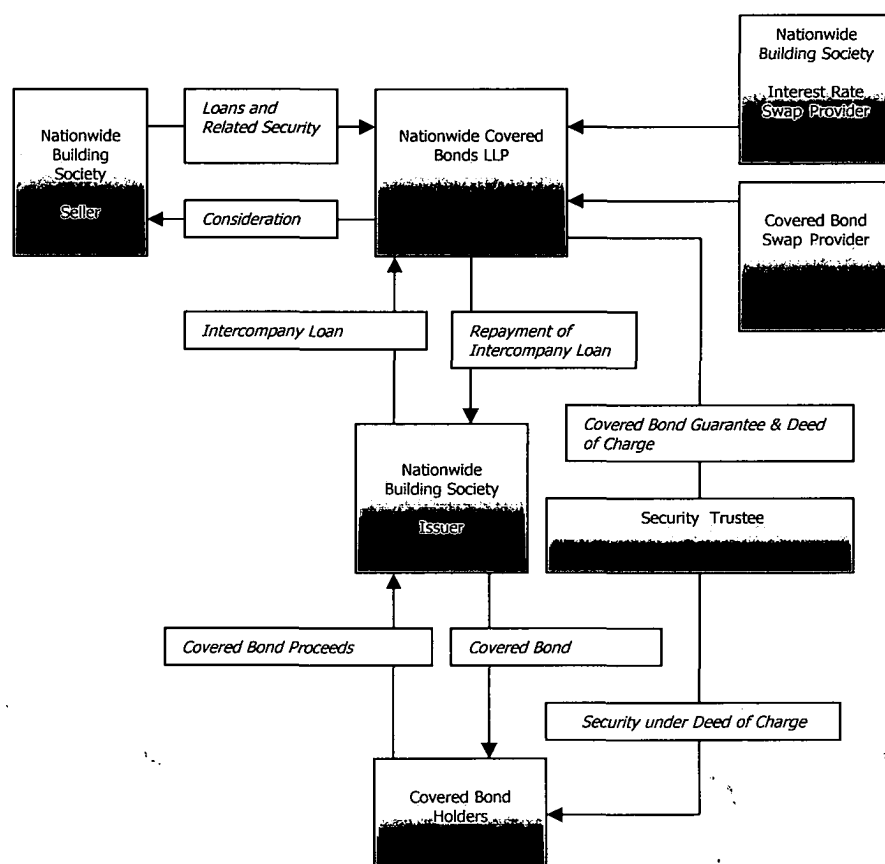 Nationwide
Building Society
Interest Rate
Swap Provider
Loans and
Related Security
Nationwide
Building
Society
Seller
Nationwide Covered
Bonds LLP
Consideration
Covered Bond
Swap Provider
Intercompany Loan
Repayment of
Intercompany Loan
Covered Bond Guarantee & Deed
of Charge
Nationwide
Building Society
Issuer
Security Trustee
Covered Bond Proceeds
Covered Bond
Security under Deed of Charge
Covered Bond
Holders